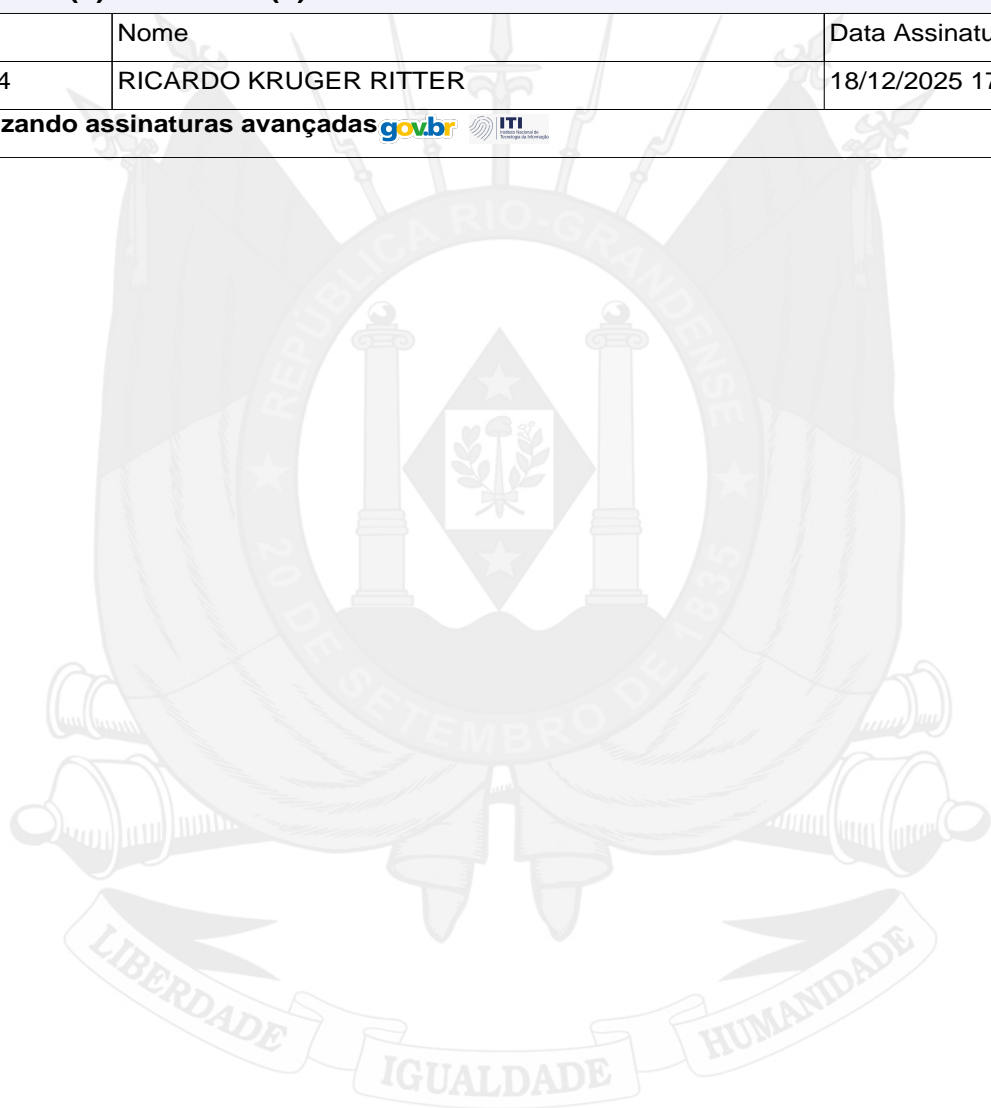 Nome Data Assinatu
4 RICARDO KRUGER RITTER 18/12/2025 17
zando assinaturas avançadas gov.br ITI
REPÚBLICA RIO-GRANDENSE
20 DE SETEMBRO DE 1835
LIBERDADE IGUALDADE HUMANIDADE